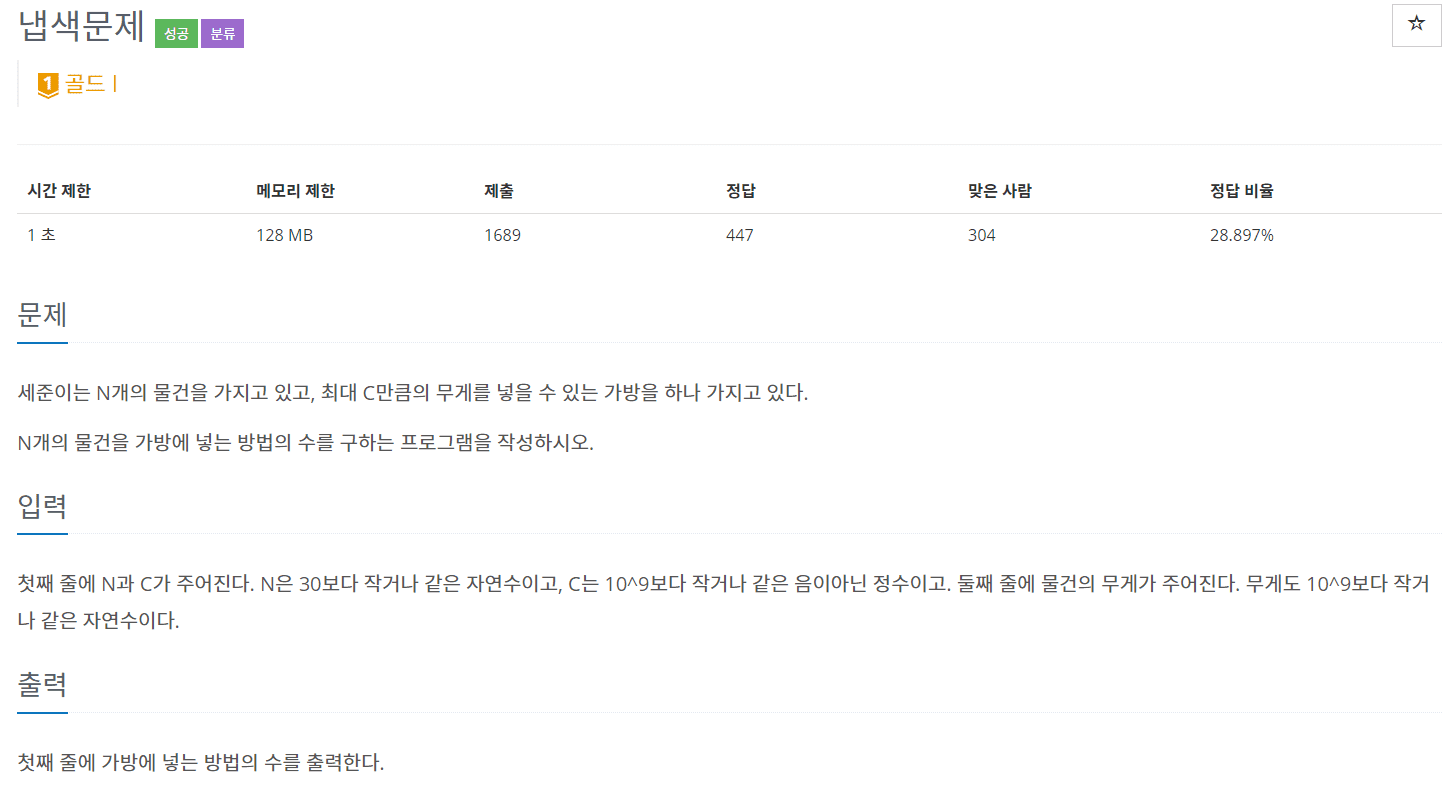 냅색문제 성공 분류
1 골드 I
시간 제한 메모리 제한 제출 정답 맞은 사람 정답 비율
1 초 128 MB 1689 447 304 28.897%
문제
세준이는 N개의 물건을 가지고 있고, 최대 C만큼의 무게를 넣을 수 있는 가방을 하나 가지고 있다.
N개의 물건을 가방에 넣는 방법의 수를 구하는 프로그램을 작성하시오.
입력
첫째 줄에 N과 C가 주어진다. N은 30보다 작거나 같은 자연수이고, C는 10^9보다 작거나 같은 음이아닌 정수이고. 둘째 줄에 물건의 무게가 주어진다. 무게도 10^9보다 작거
나 같은 자연수이다.
출력
첫째 줄에 가방에 넣는 방법의 수를 출력한다.